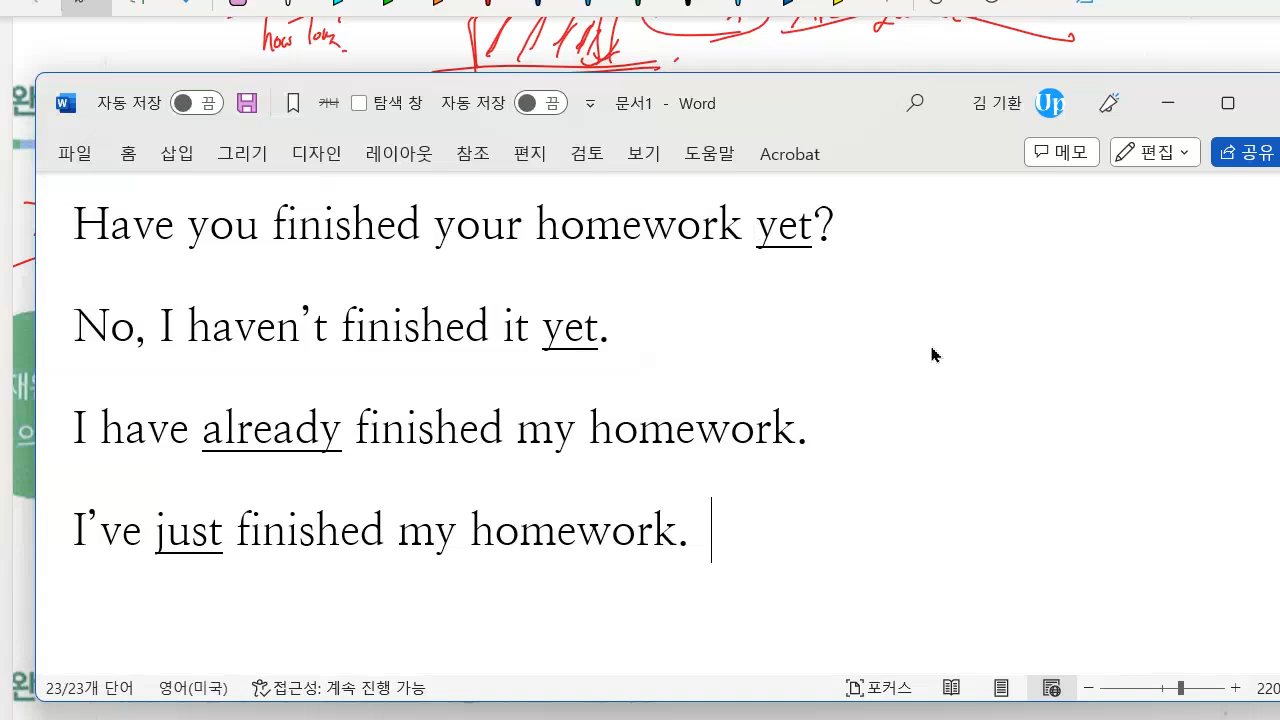 how long.
자동 저장 끔 가나 탐색 창 자동 저장 끔 문서1 - Word 김 기환 Up
파일 홈 삽입 그리기 디자인 레이아웃 참조 편지 검토 보기 도움말 Acrobat 메모 편집 공유
Have you finished your homework yet?
No, I haven't finished it yet.
I have already finished my homework.
I've just finished my homework.
23/23개 단어 영어(미국) 접근성: 계속 진행 가능 포커스 220